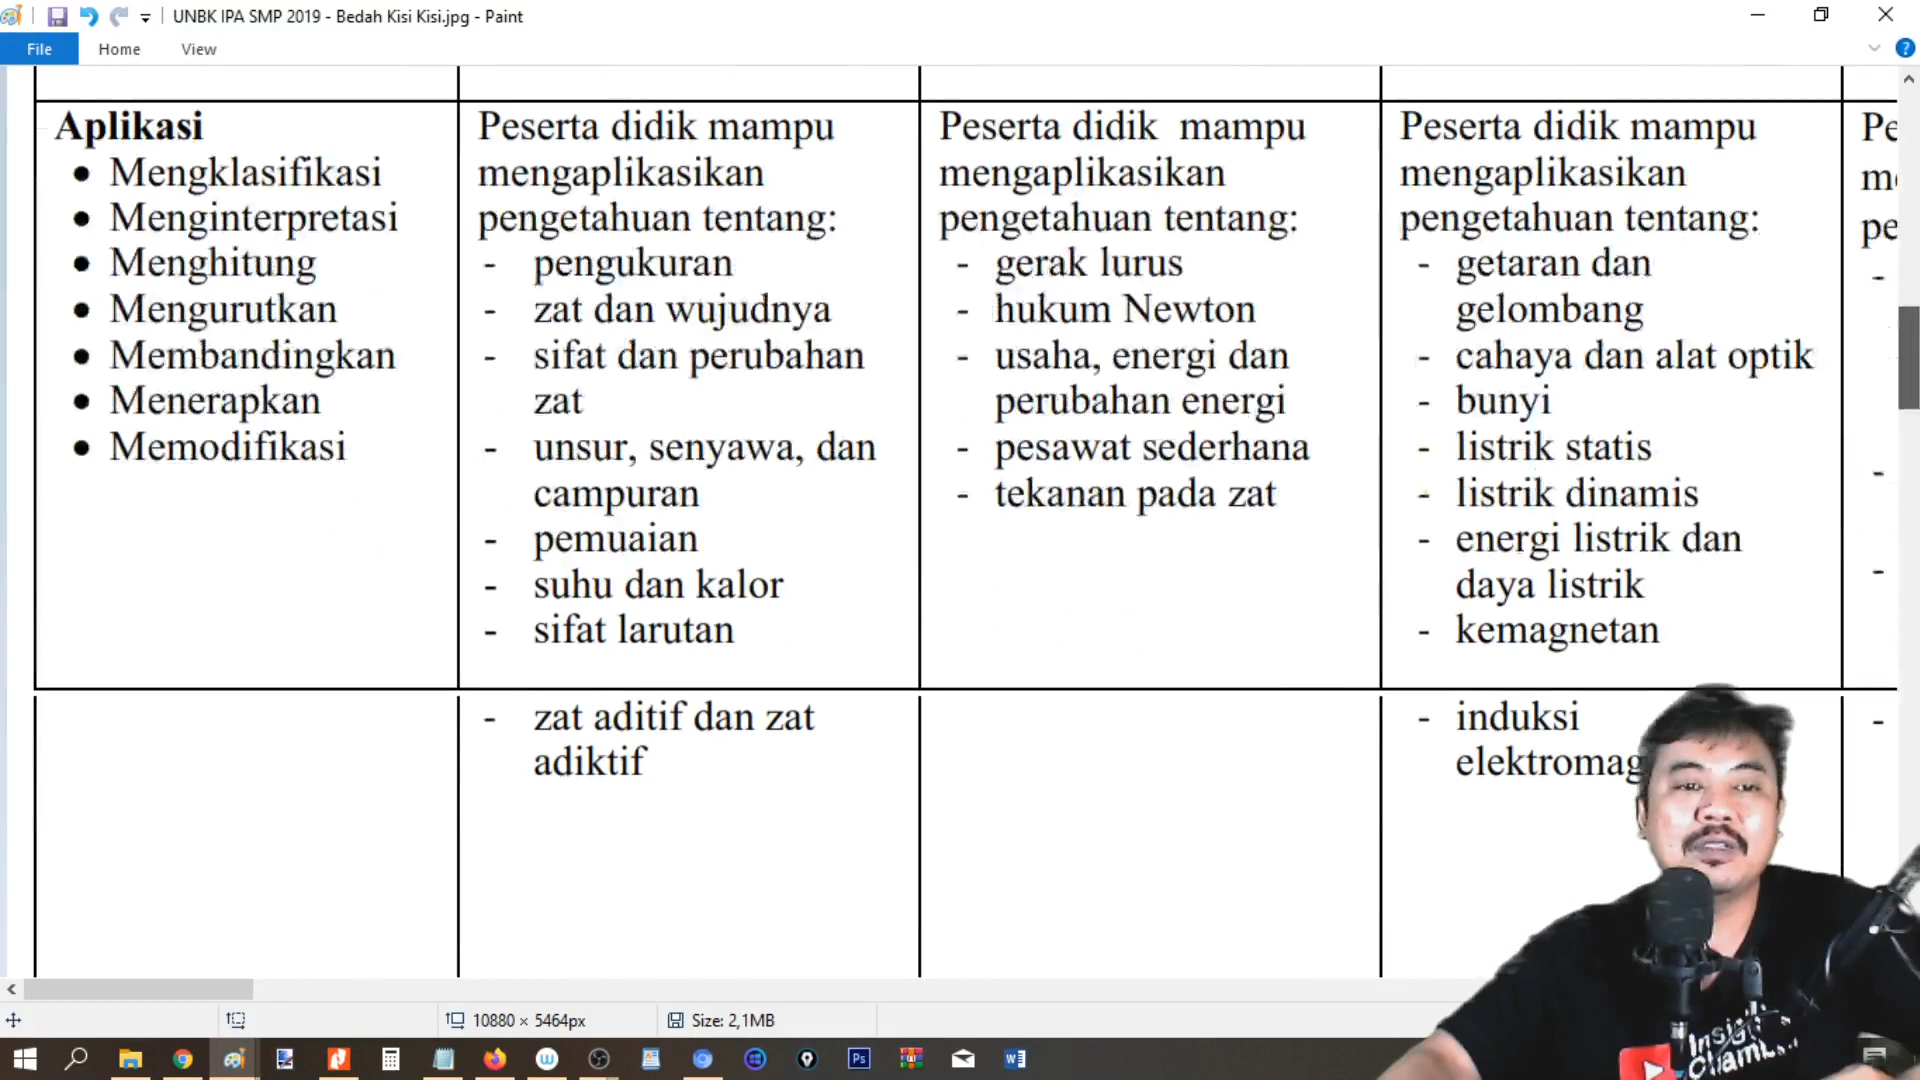 UNBK IPA SMP 2019 - Bedah Kisi Kisi.jpg - Paint
File Home View
Aplikasi
• Mengklasifikasi
• Menginterpretasi
• Menghitung
• Mengurutkan
• Membandingkan
• Menerapkan
• Memodifikasi
Peserta didik mampu
mengaplikasikan
pengetahuan tentang:
- pengukuran
- zat dan wujudnya
- sifat dan perubahan
zat
- unsur, senyawa, dan
campuran
- pemuaian
- suhu dan kalor
- sifat larutan
- zat aditif dan zat
adiktif
Peserta didik mampu
mengaplikasikan
pengetahuan tentang:
- gerak lurus
- hukum Newton
- usaha, energi dan
perubahan energi
- pesawat sederhana
- tekanan pada zat
Peserta didik mampu
mengaplikasikan
pengetahuan tentang:
- getaran dan
gelombang
- cahaya dan alat optik
- bunyi
- listrik statis
- listrik dinamis
- energi listrik dan
daya listrik
- kemagnetan
- induksi
elektromag
Pe
me
pe
10880 × 5464px
Size: 2,1MB
Ps